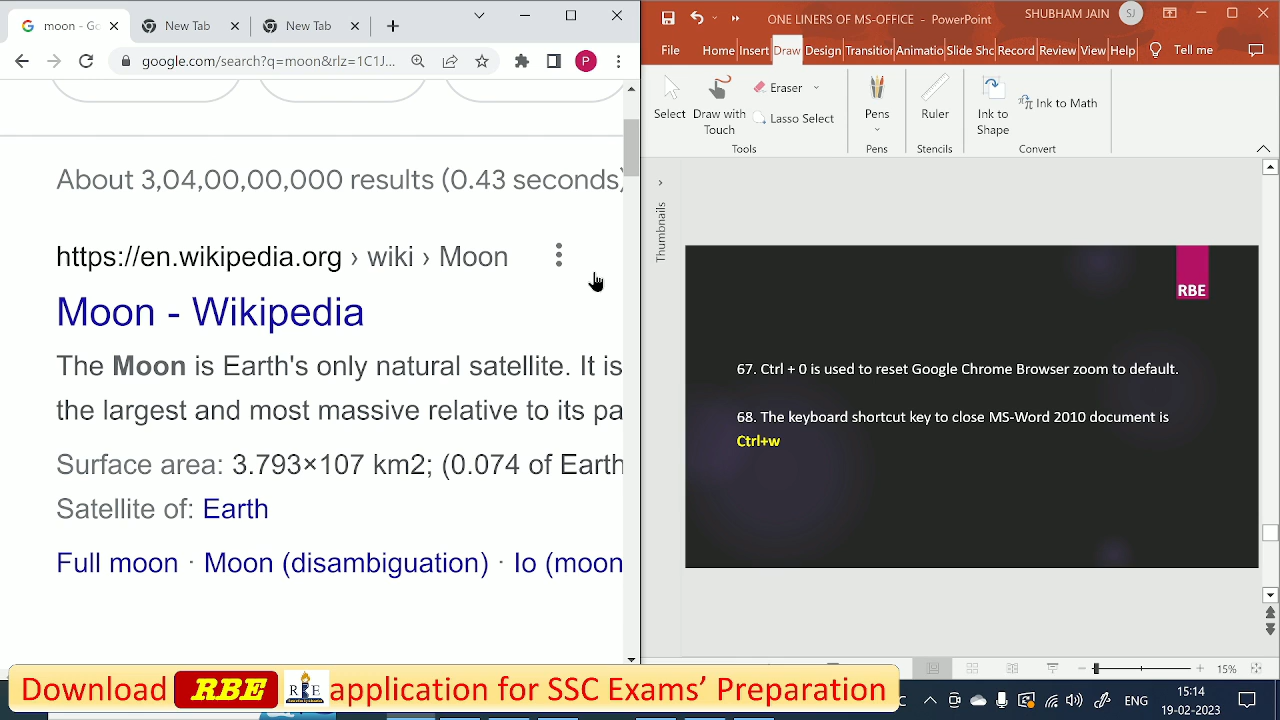 moon - Go
New Tab
New Tab
google.com/search?q=moon&rlz=1C1J...
P
About 3,04,00,00,000 results (0.43 seconds)
https://en.wikipedia.org › wiki › Moon
Moon - Wikipedia
The Moon is Earth's only natural satellite. It is
the largest and most massive relative to its pa
Surface area: 3.793×107 km2; (0.074 of Earth
Satellite of: Earth
Full moon · Moon (disambiguation) · Io (moon
ONE LINERS OF MS-OFFICE - PowerPoint
SHUBHAM JAIN
SJ
File Home Insert Draw Design Transition Animatio Slide Shc Record Review View Help Tell me
Select
Draw with Touch
Eraser
Lasso Select
Pens
Ruler
Ink to Shape
Ink to Math
Tools Pens Stencils Convert
Thumbnails
RBE
67. Ctrl + 0 is used to reset Google Chrome Browser zoom to default.
68. The keyboard shortcut key to close MS-Word 2010 document is
Ctrl+w
15%
Download RBE RBE application for SSC Exams' Preparation
ENG
15:14
19-02-2023